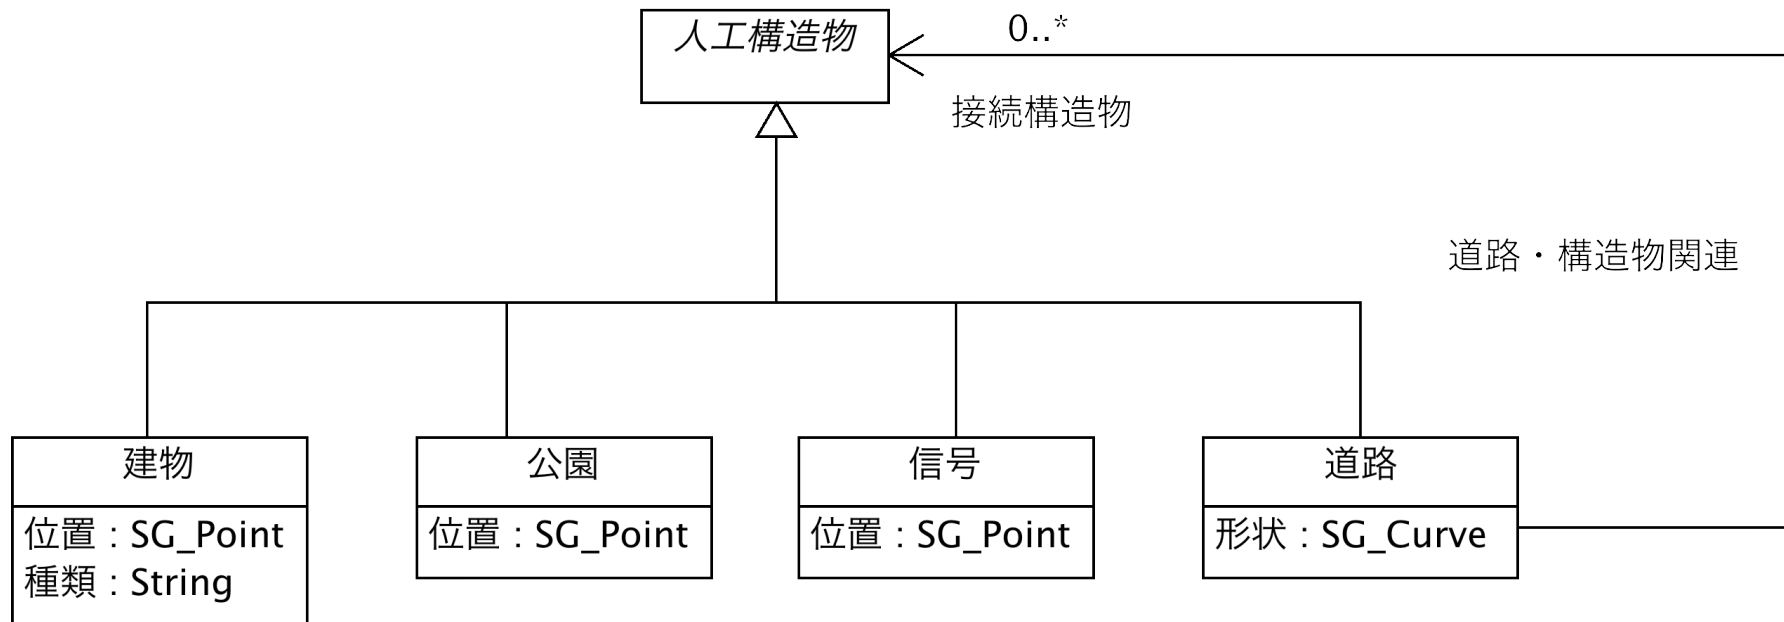 人工構造物
0..*
接続構造物
道路・構造物関連
建物
位置 : SG_Point
種類 : String
公園
位置 : SG_Point
信号
位置 : SG_Point
道路
形状 : SG_Curve